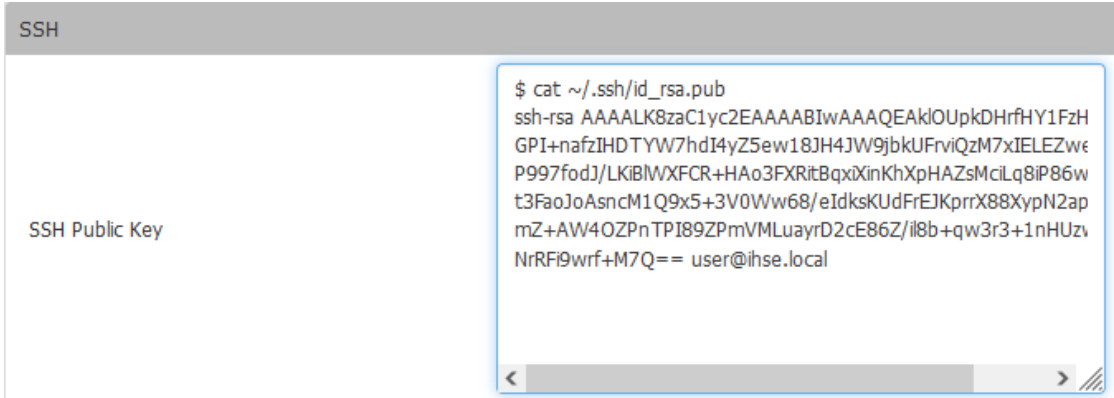 SSH
SSH Public Key
$ cat ~/.ssh/id_rsa.pub
ssh-rsa AAAALK8zaC1yc2EAAAABIwAAAQEAklOUpkDHrfHY1FzH
GPI+nafzIHDTYW7hdI4yZ5ew18JH4JW9jbkUFrviQzM7xIELEZwe
P997fodJ/LKiBlWXFCR+HAo3FXRitBqxiXinKhXpHAZsMciLq8iP86w
t3FaoJoAsncM1Q9x5+3V0Ww68/eIdksKUdFrEJKprrX88XypN2ap
mZ+AW4OZPnTPI89ZPmVMLuayrD2cE86Z/il8b+qw3r3+1nHUzv
NrRFi9wrf+M7Q== user@ihse.local